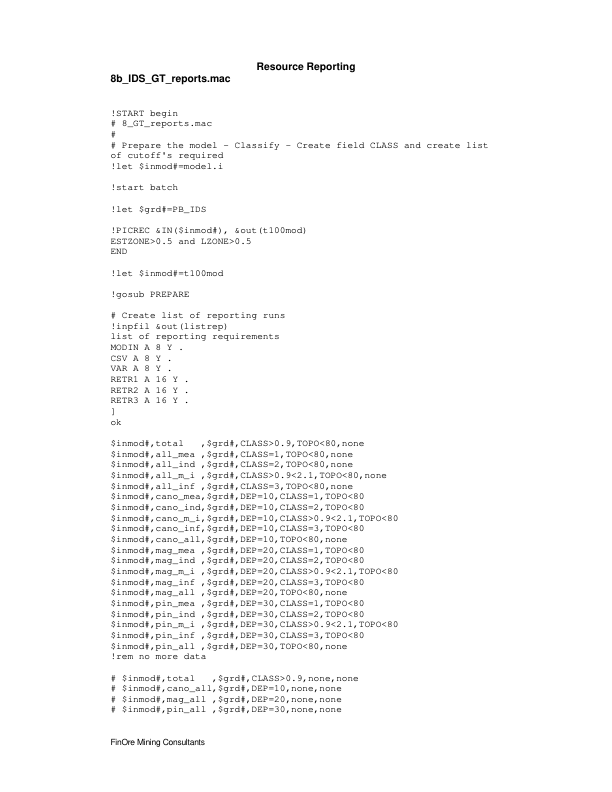 Resource Reporting
8b_IDS_GT_reports.mac
!START begin
# 8_GT_reports.mac
#
# Prepare the model - Classify - Create field CLASS and create list
of cutoff's required
!let $inmod#=model.i
!start batch
!let $grd#=PB_IDS
!PICREC &IN($inmod#), &out(t100mod)
ESTZONE>0.5 and LZONE>0.5
END
!let $inmod#=t100mod
!gosub PREPARE
# Create list of reporting runs
!inpfil &out(listrep)
list of reporting requirements
MODIN A 8 Y .
CSV A 8 Y .
VAR A 8 Y .
RETR1 A 16 Y .
RETR2 A 16 Y .
RETR3 A 16 Y .
]
ok
$inmod#,total   ,$grd#,CLASS>0.9,TOPO<80,none
$inmod#,all_mea ,$grd#,CLASS=1,TOPO<80,none
$inmod#,all_ind ,$grd#,CLASS=2,TOPO<80,none
$inmod#,all_m_i ,$grd#,CLASS>0.9<2.1,TOPO<80,none
$inmod#,all_inf ,$grd#,CLASS=3,TOPO<80,none
$inmod#,cano_mea,$grd#,DEP=10,CLASS=1,TOPO<80
$inmod#,cano_ind,$grd#,DEP=10,CLASS=2,TOPO<80
$inmod#,cano_m_i,$grd#,DEP=10,CLASS>0.9<2.1,TOPO<80
$inmod#,cano_inf,$grd#,DEP=10,CLASS=3,TOPO<80
$inmod#,cano_all,$grd#,DEP=10,TOPO<80,none
$inmod#,mag_mea ,$grd#,DEP=20,CLASS=1,TOPO<80
$inmod#,mag_ind ,$grd#,DEP=20,CLASS=2,TOPO<80
$inmod#,mag_m_i ,$grd#,DEP=20,CLASS>0.9<2.1,TOPO<80
$inmod#,mag_inf ,$grd#,DEP=20,CLASS=3,TOPO<80
$inmod#,mag_all ,$grd#,DEP=20,TOPO<80,none
$inmod#,pin_mea ,$grd#,DEP=30,CLASS=1,TOPO<80
$inmod#,pin_ind ,$grd#,DEP=30,CLASS=2,TOPO<80
$inmod#,pin_m_i ,$grd#,DEP=30,CLASS>0.9<2.1,TOPO<80
$inmod#,pin_inf ,$grd#,DEP=30,CLASS=3,TOPO<80
$inmod#,pin_all ,$grd#,DEP=30,TOPO<80,none
!rem no more data
# $inmod#,total   ,$grd#,CLASS>0.9,none,none
# $inmod#,cano_all,$grd#,DEP=10,none,none
# $inmod#,mag_all ,$grd#,DEP=20,none,none
# $inmod#,pin_all ,$grd#,DEP=30,none,none
FinOre Mining Consultants